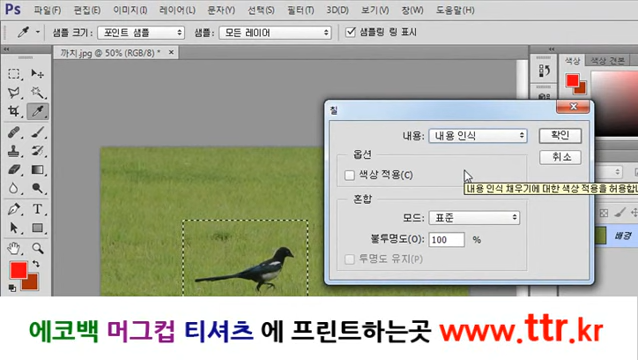 Ps 파일(F) 편집(E) 이미지(I) 레이어(L) 문자(Y) 선택(S) 필터(T) 3D(D) 보기(V) 창(W) 도움말(H)
샘플 크기: 포인트 샘플 샘플: 모든 레이어 샘플링 링 표시
까치.jpg @ 50% (RGB/8) * ×
색상 색상 견본
칠
내용: 내용 인식 확인
옵션 취소
색상 적용(C)
내용 인식 채우기에 대한 색상 적용을 허용합니
혼합
모드: 표준
배경
불투명도(O): 100 %
투명도 유지(P)
에코백 머그컵 티셔츠 에 프린트하는곳 www.ttr.kr